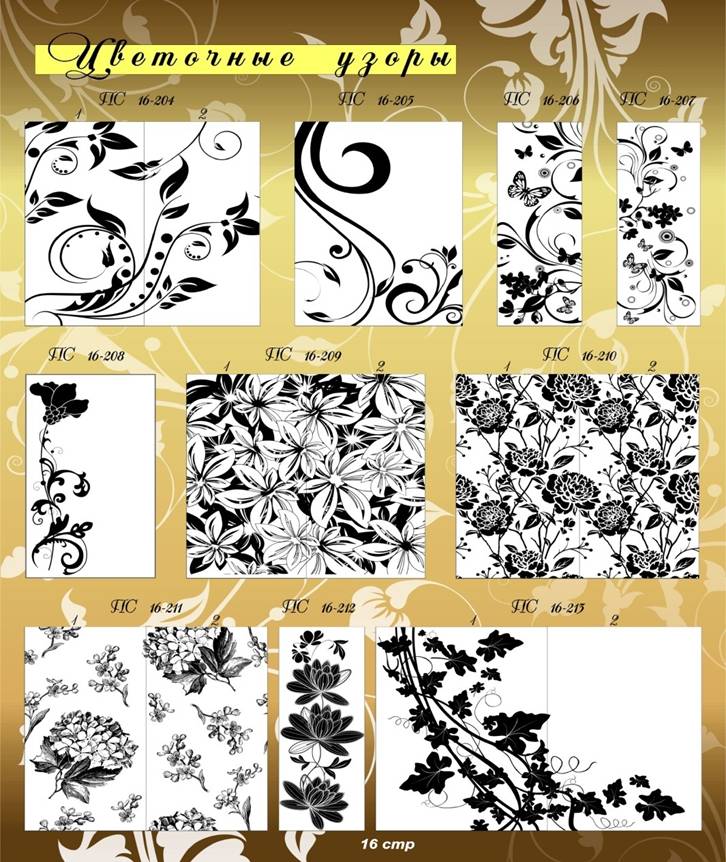 Цветочные узоры
ПС 16-204
1 2
ПС 16-205
ПС 16-206
ПС 16-207
ПС 16-208
ПС 16-209
1 2
ПС 16-210
1 2
ПС 16-211
1 2
ПС 16-212
ПС 16-213
1 2
16 стр